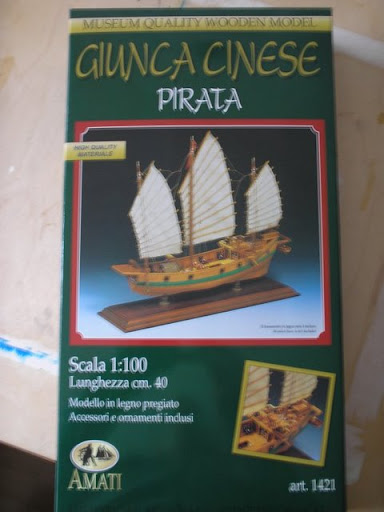 MUSEUM QUALITY WOODEN MODEL
GIUNCA CINESE
PIRATA
HIGH QUALITY
MATERIALS
Scala 1:100
Lunghezza cm. 40
Modello in legno pregiato
Accessori e ornamenti inclusi
AMATI
art. 1421